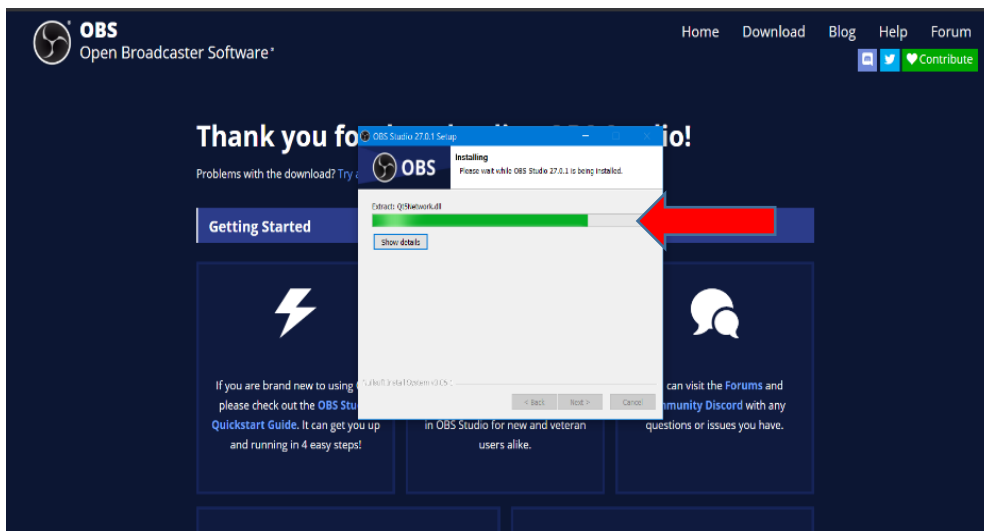 OBS
Open Broadcaster Software®
Home Download Blog Help Forum
Contribute
Thank you fo
io!
Problems with the download? Try
Getting Started
OBS Studio 27.0.1 Setup
OBS
Installing
Please wait while OBS Studio 27.0.1 is being installed.
Extract: Qt5Network.dll
Show details
< Back Next > Cancel
If you are brand new to using
please check out the OBS Stu
Quickstart Guide. It can get you up
and running in 4 easy steps!
in OBS Studio for new and veteran
users alike.
can visit the Forums and
mmunity Discord with any
questions or issues you have.